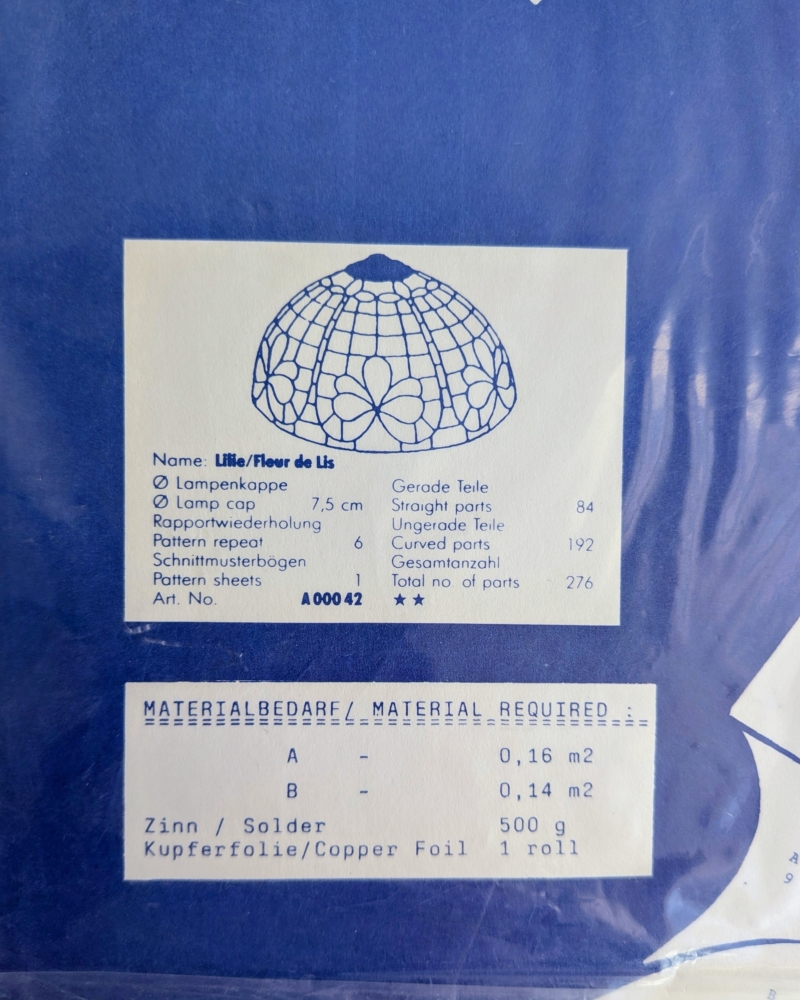 Name: Lilie/Fleur de Lis
Ø Lampenkappe
Ø Lamp cap 7,5 cm
Rapportwiederholung
Pattern repeat 6
Schnittmusterbögen
Pattern sheets 1
Art. No. A 000 42
Gerade Teile
Straight parts 84
Ungerade Teile
Curved parts 192
Gesamtanzahl
Total no. of parts 276
★★
MATERIALBEDARF/ MATERIAL REQUIRED :
A - 0,16 m2
B - 0,14 m2
Zinn / Solder 500 g
Kupferfolie/Copper Foil 1 roll
A
9
B